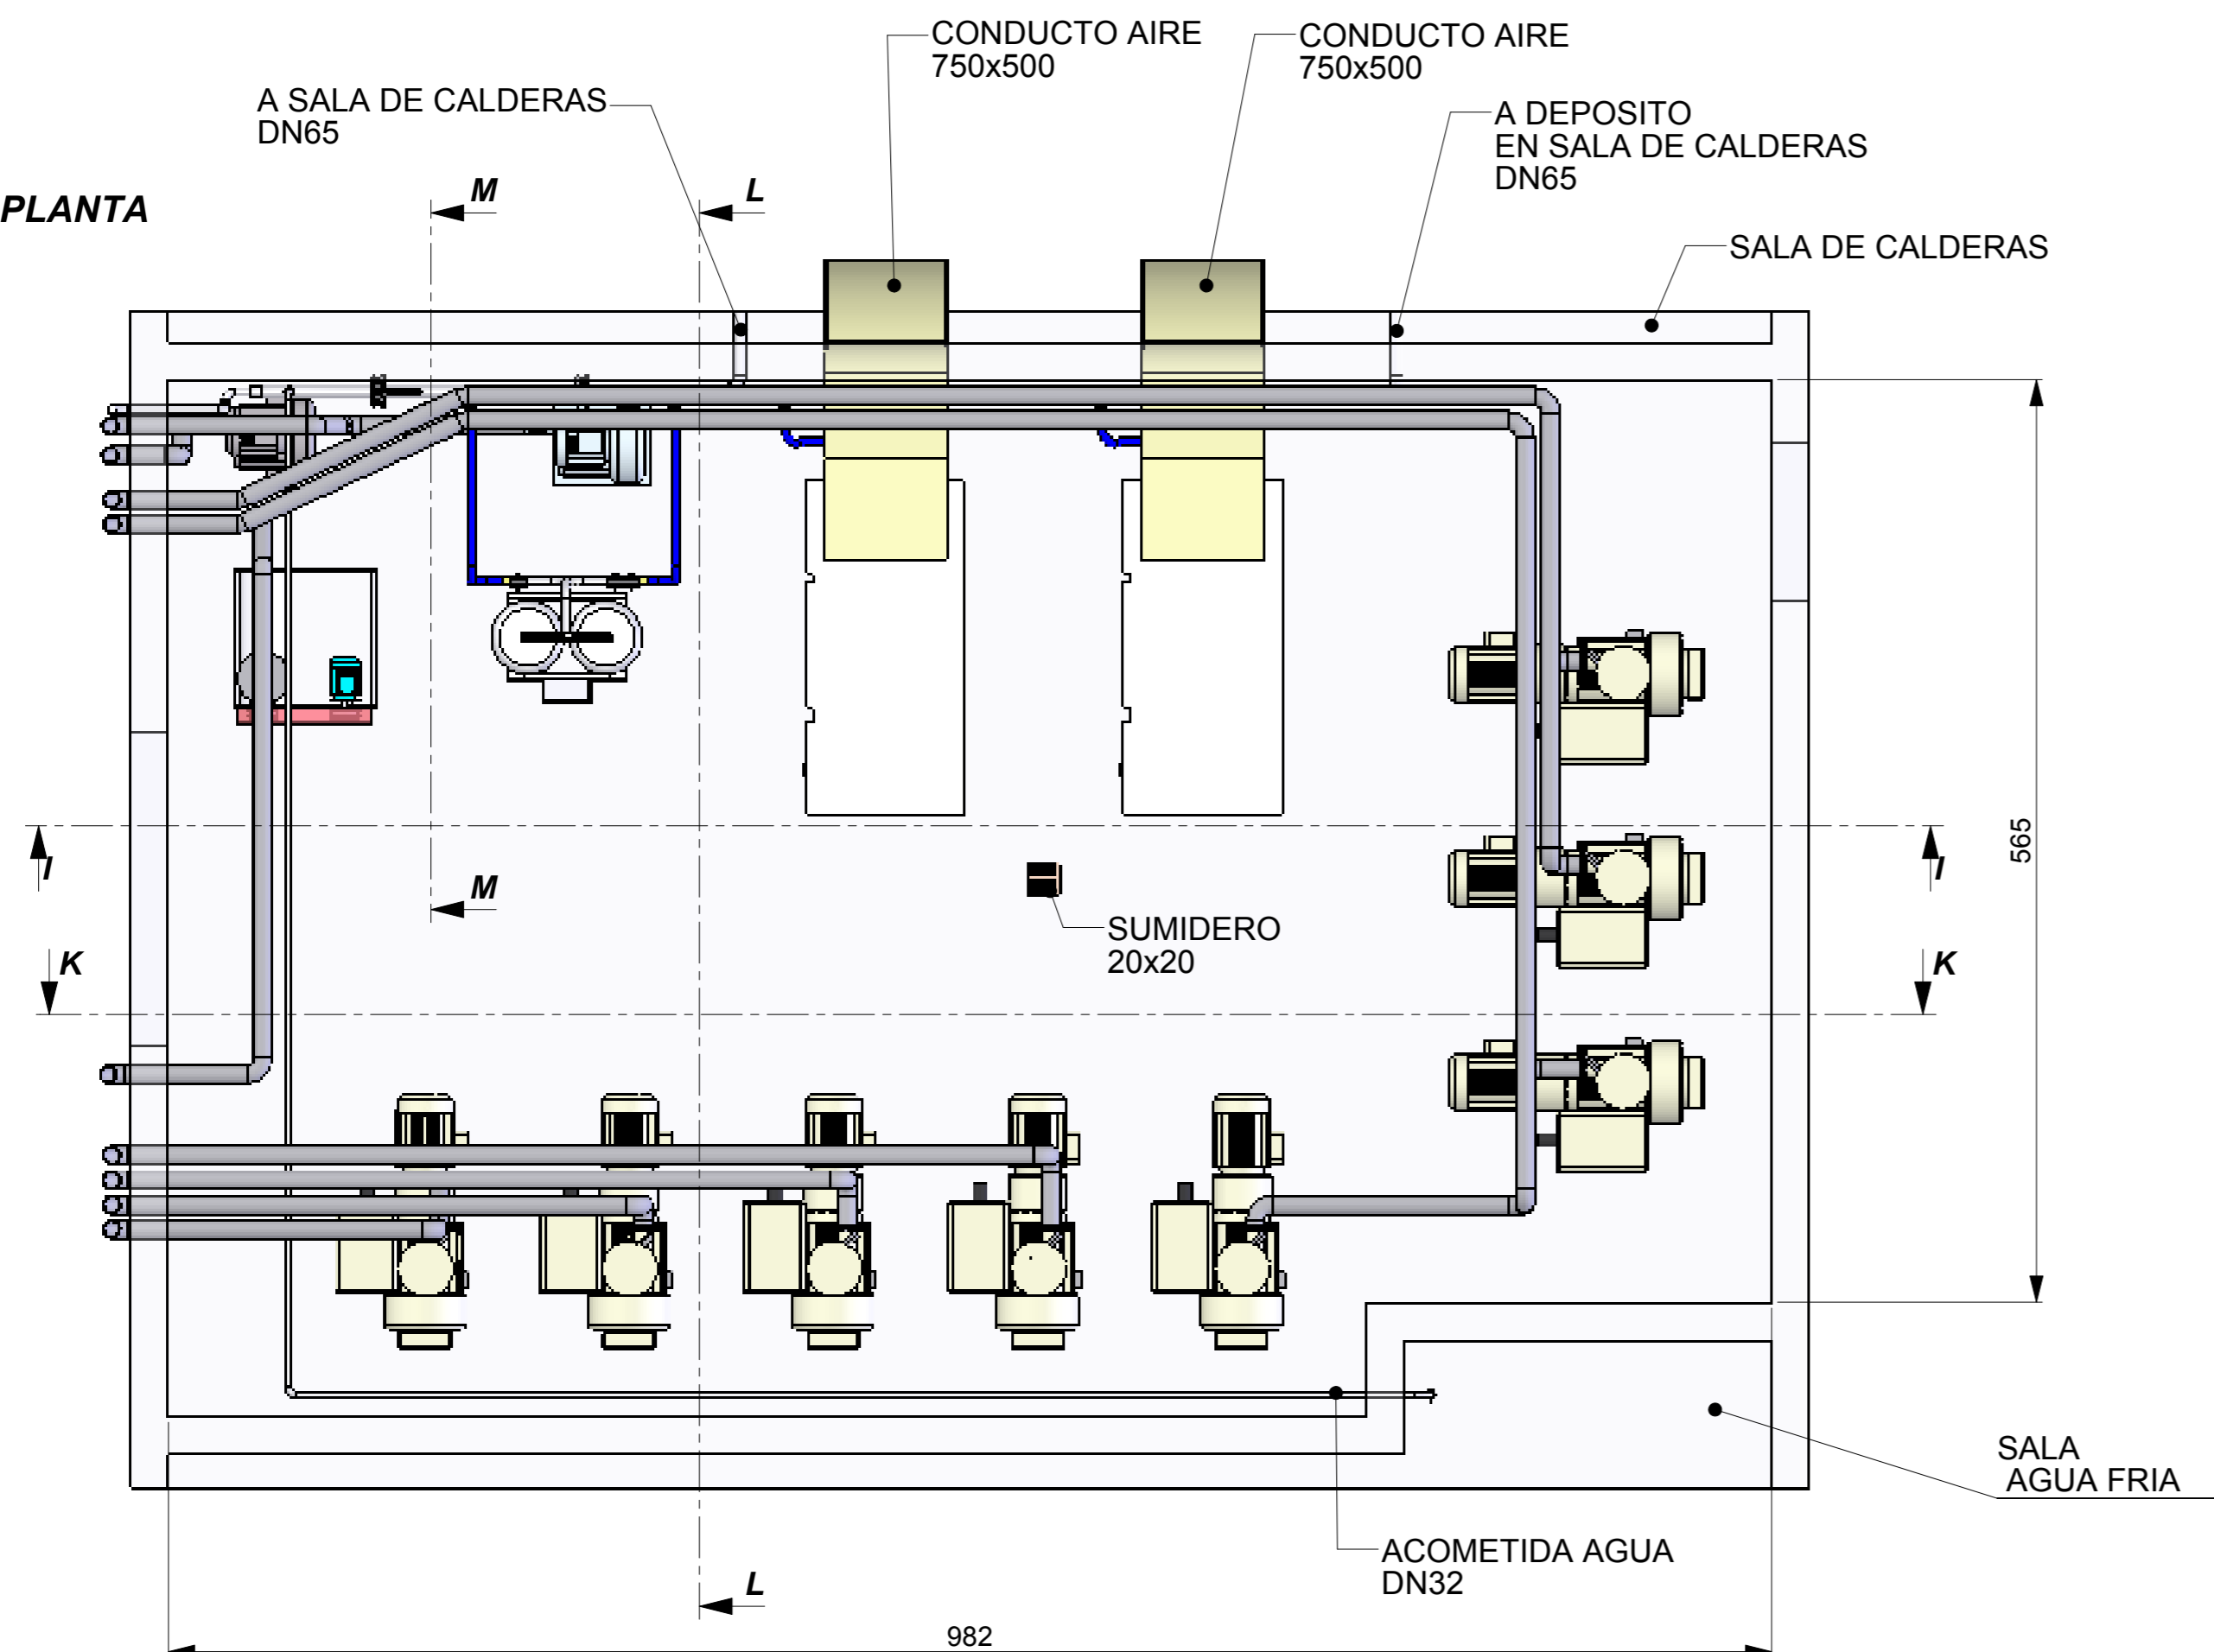 CONDUCTO AIRE
750x500
CONDUCTO AIRE
750x500
A SALA DE CALDERAS
DN65
A DEPOSITO
EN SALA DE CALDERAS
DN65
PLANTA
M
L
SALA DE CALDERAS
565
I
I
M
SUMIDERO
20x20
K
K
SALA
AGUA FRIA
ACOMETIDA AGUA
DN32
L
982